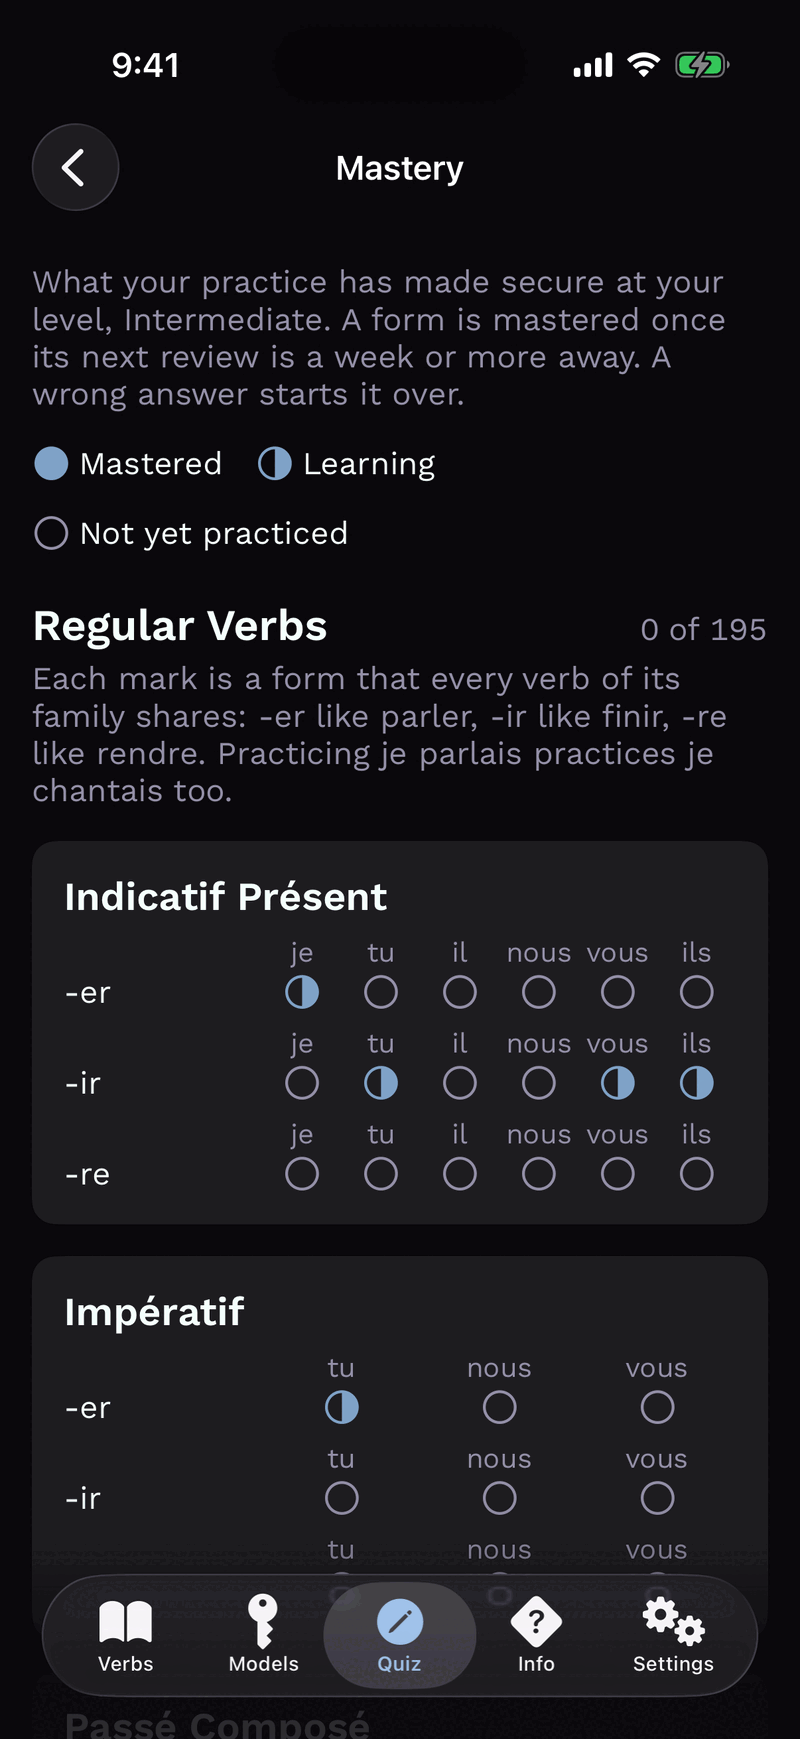 9:41
Mastery
What your practice has made secure at your
level, Intermediate. A form is mastered once
its next review is a week or more away. A
wrong answer starts it over.
Mastered Learning
Not yet practiced
Regular Verbs 0 of 195
Each mark is a form that every verb of its
family shares: -er like parler, -ir like finir, -re
like rendre. Practicing je parlais practices je
chantais too.
Indicatif Présent
je tu il nous vous ils
-er
je tu il nous vous ils
-ir
je tu il nous vous ils
-re
Impératif
tu nous vous
-er
tu nous vous
-ir
tu nous vous
Verbs Models Quiz Info Settings
Passé Composé